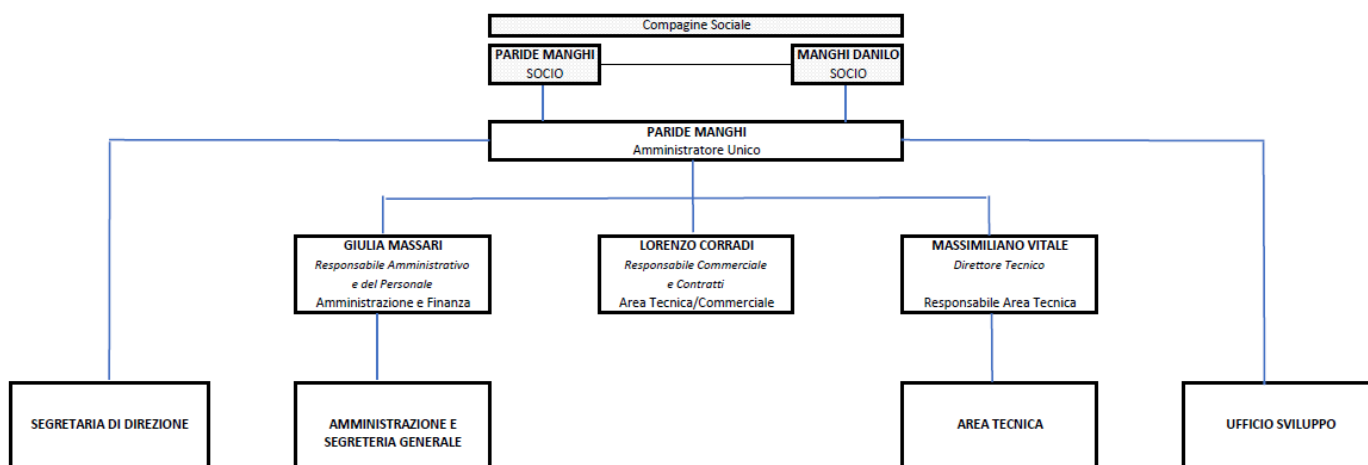 Compagine Sociale
PARIDE MANGHI
SOCIO
MANGHI DANILO
SOCIO
PARIDE MANGHI
Amministratore Unico
GIULIA MASSARI
Responsabile Amministrativo
e del Personale
Amministrazione e Finanza
LORENZO CORRADI
Responsabile Commerciale
e Contratti
Area Tecnica/Commerciale
MASSIMILIANO VITALE
Direttore Tecnico
Responsabile Area Tecnica
SEGRETARIA DI DIREZIONE
AMMINISTRAZIONE E
SEGRETERIA GENERALE
AREA TECNICA
UFFICIO SVILUPPO